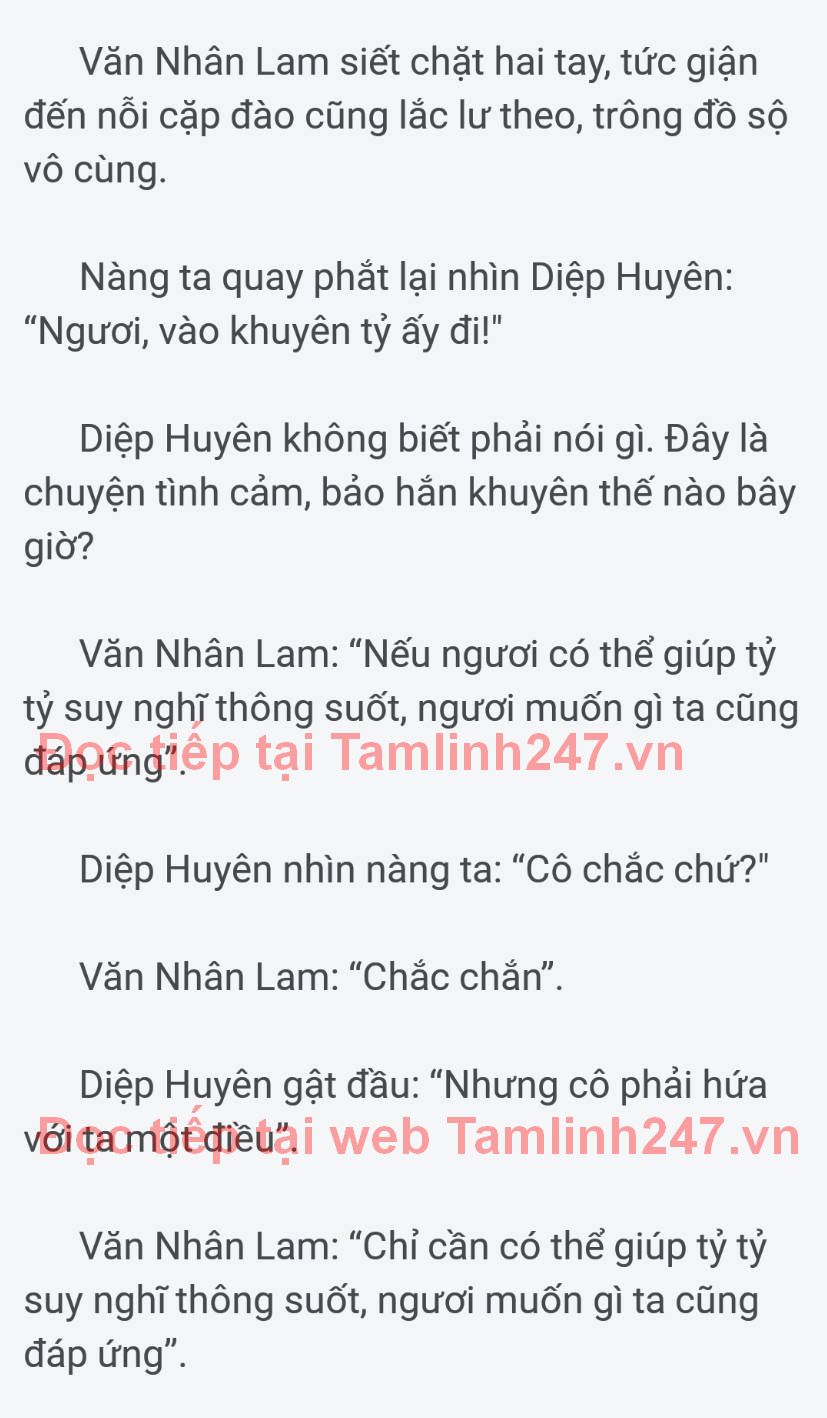 Văn Nhân Lam siết chặt hai tay, tức giận
đến nỗi cặp đào cũng lắc lư theo, trông đồ sộ
vô cùng.
Nàng ta quay phắt lại nhìn Diệp Huyên:
“Ngươi, vào khuyên tỷ ấy đi!"
Diệp Huyên không biết phải nói gì. Đây là
chuyện tình cảm, bảo hắn khuyên thế nào bây
giờ?
Văn Nhân Lam: “Nếu ngươi có thể giúp tỷ
tỷ suy nghĩ thông suốt, ngươi muốn gì ta cũng
đáp ứng”.
Đọc tiếp tại Tamlinh247.vn
Diệp Huyên nhìn nàng ta: “Cô chắc chứ?"
Văn Nhân Lam: “Chắc chắn”.
Diệp Huyên gật đầu: “Nhưng cô phải hứa
với ta một điều”.
Đọc tiếp tại web Tamlinh247.vn
Văn Nhân Lam: “Chỉ cần có thể giúp tỷ tỷ
suy nghĩ thông suốt, ngươi muốn gì ta cũng
đáp ứng”.